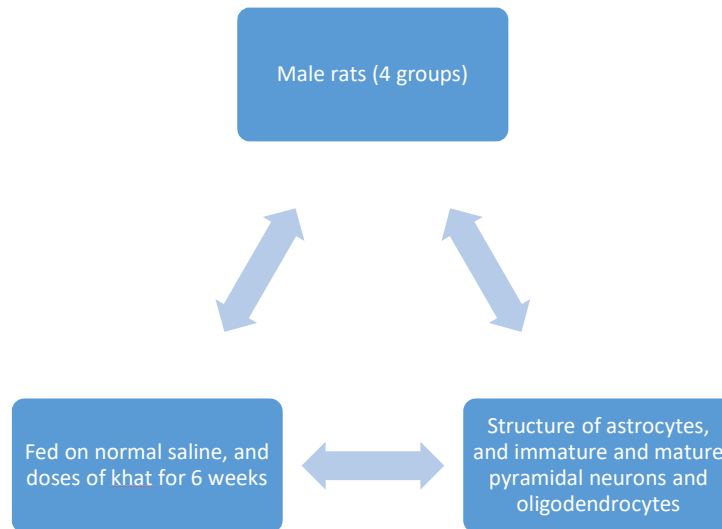 Male rats (4 groups)
Fed on normal saline, and
doses of khat for 6 weeks
Structure of astrocytes,
and immature and mature
pyramidal neurons and
oligodendrocytes